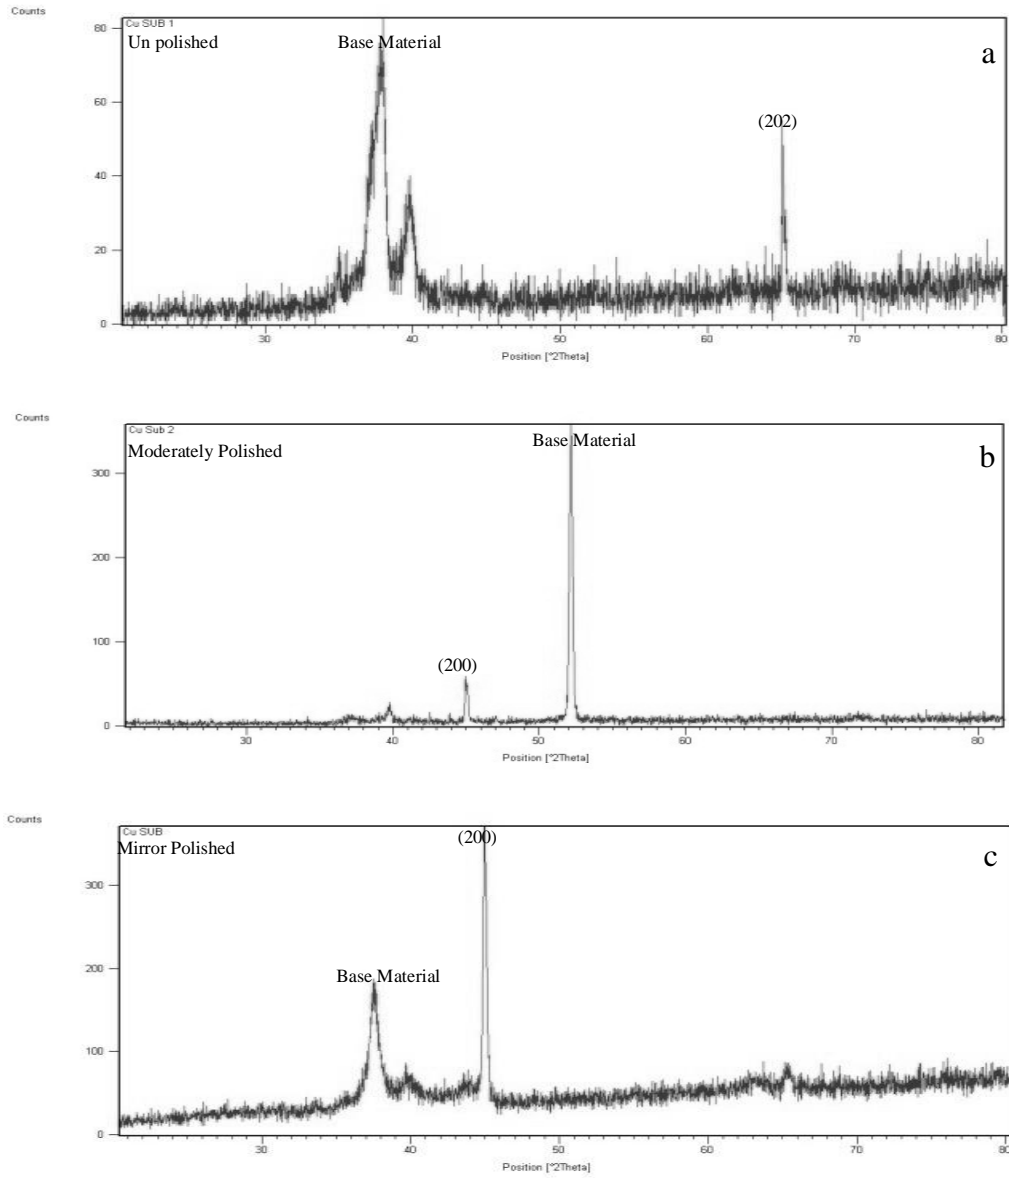 Counts
Cu SUB 1
Un polished
Base Material
a
(202)
80
60
40
20
0
30 40 50 60 70 80
Position [°2Theta]
Counts
Cu Sub 2
Moderately Polished
Base Material
b
(200)
300
200
100
0
30 40 50 60 70 80
Position [°2Theta]
Counts
Cu SUB
Mirror Polished
(200)
c
Base Material
300
200
100
0
30 40 50 60 70 80
Position [°2Theta]